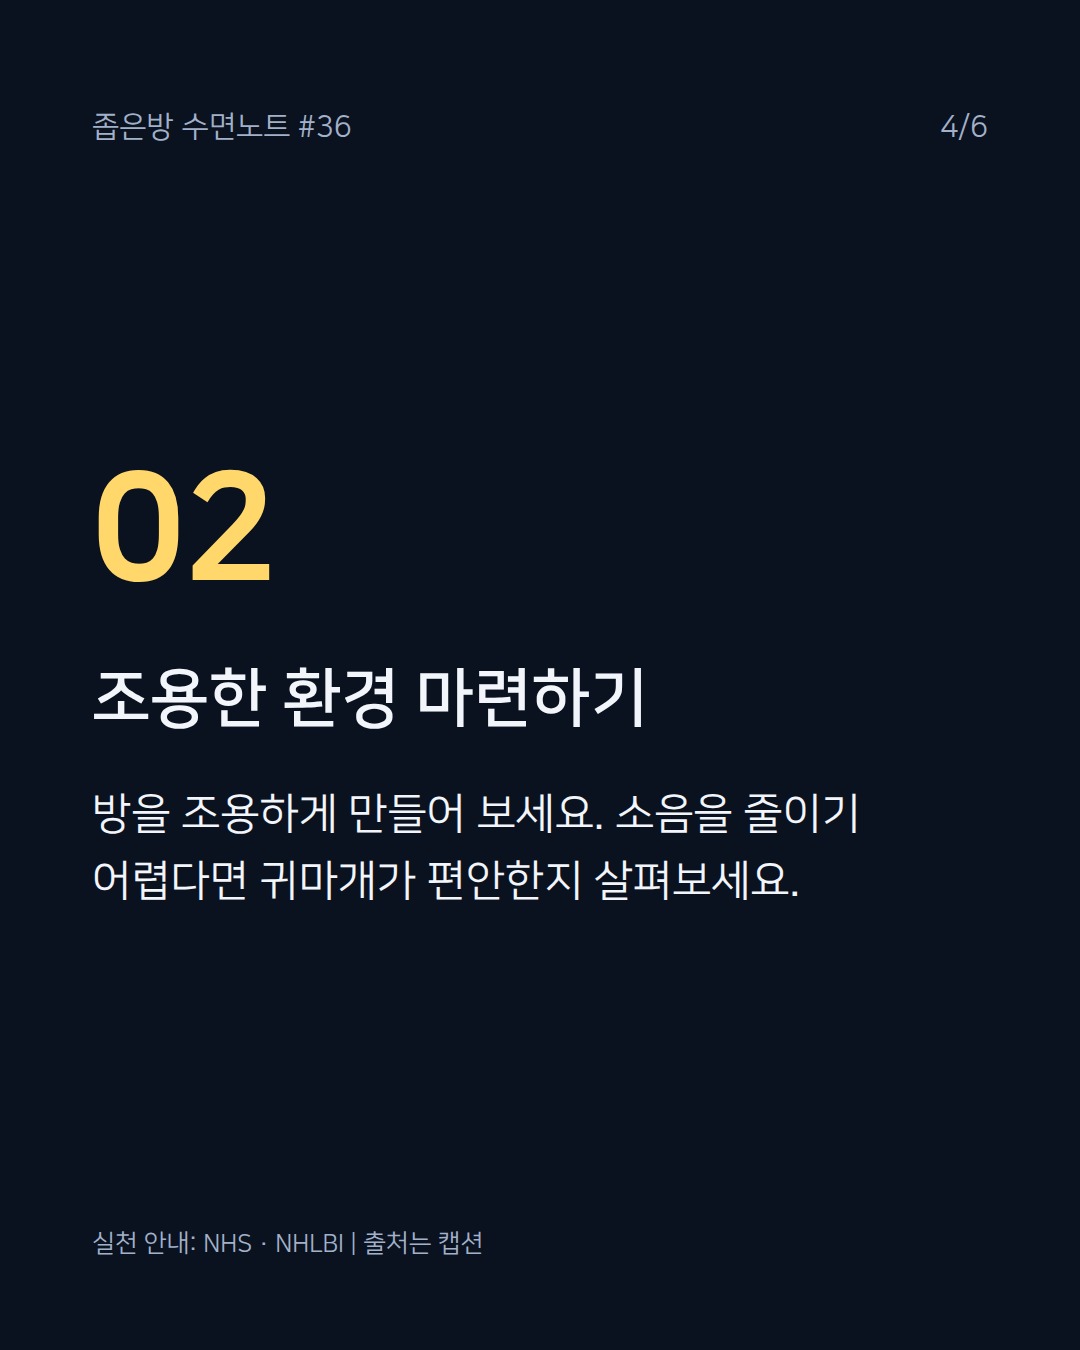 좁은방 수면노트 #36
4/6
02
조용한 환경 마련하기
방을 조용하게 만들어 보세요. 소음을 줄이기
어렵다면 귀마개가 편안한지 살펴보세요.
실천 안내: NHS · NHLBI | 출처는 캡션